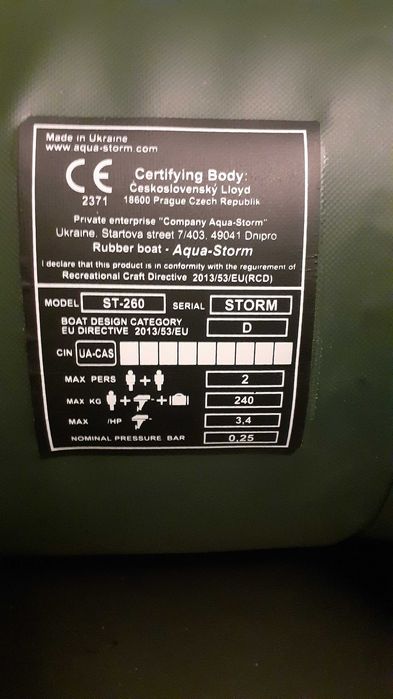 Made in Ukraine
www.aqua-storm.com
CE
2371
Certifying Body:
Československý Lloyd
18600 Prague Czech Republik
Private enterprise "Company Aqua-Storm"
Ukraine, Startova street 7/403, 49041 Dnipro
Rubber boat - Aqua-Storm
I declare that this product is in conformity with the requirement of
Recreational Craft Directive 2013/53/EU(RCD)
MODEL ST-260 SERIAL STORM
BOAT DESIGN CATEGORY
EU DIRECTIVE 2013/53/EU D
CIN UA-CAS
MAX PERS + 2
MAX KG + + 240
MAX /HP 3,4
NOMINAL PRESSURE BAR 0,25